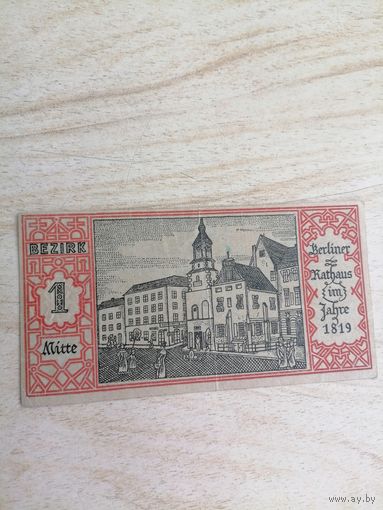 BEZIRK
1
Mitte
Berliner
Rathaus
im
Jahre
1819
www.ay.by